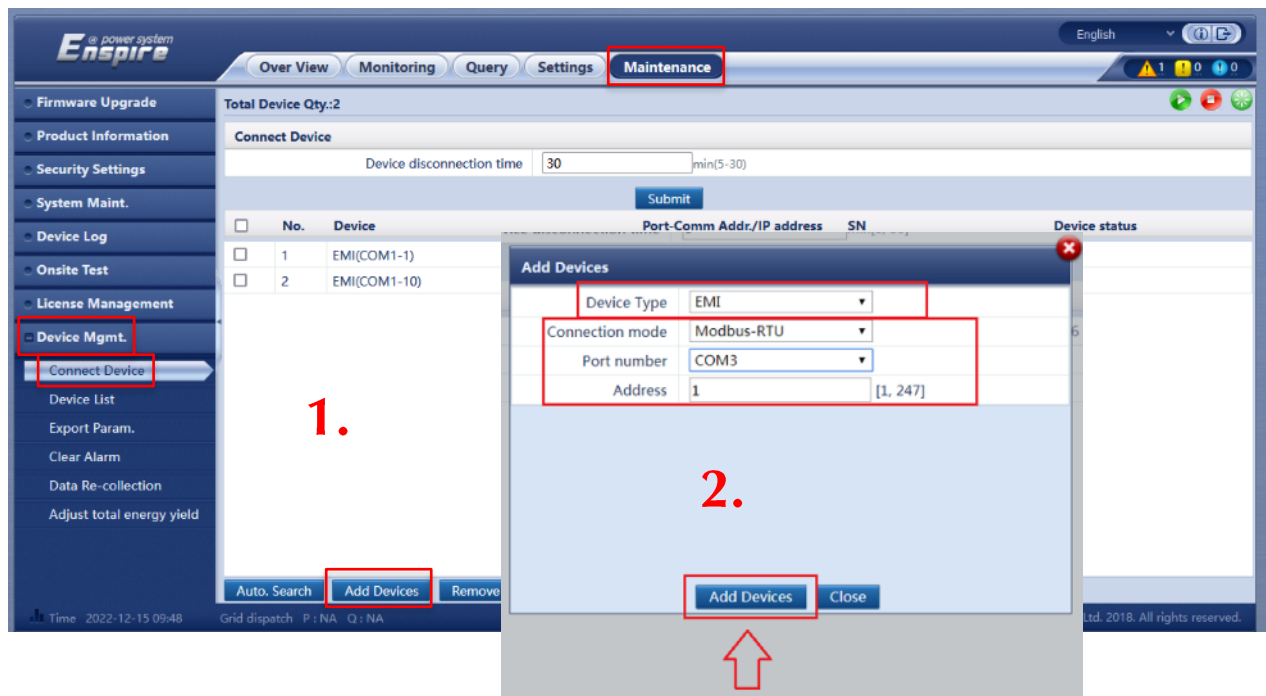 @ power system
Enspire
English
Over View
Monitoring
Query
Settings
Maintenance
1
0
0
Firmware Upgrade
Product Information
Security Settings
System Maint.
Device Log
Onsite Test
License Management
Device Mgmt.
Connect Device
Device List
Export Param.
Clear Alarm
Data Re-collection
Adjust total energy yield
Total Device Qty.:2
Connect Device
Device disconnection time 30 min(5-30)
Submit
No. Device Port-Comm Addr./IP address SN Device status
1 EMI(COM1-1)
2 EMI(COM1-10)
1.
Auto. Search
Add Devices
Remove
Add Devices
Device Type EMI
Connection mode Modbus-RTU
Port number COM3
Address 1 [1, 247]
6
2.
Add Devices
Close
Time 2022-12-15 09:48
Grid dispatch P : NA Q : NA
Ltd. 2018. All rights reserved.